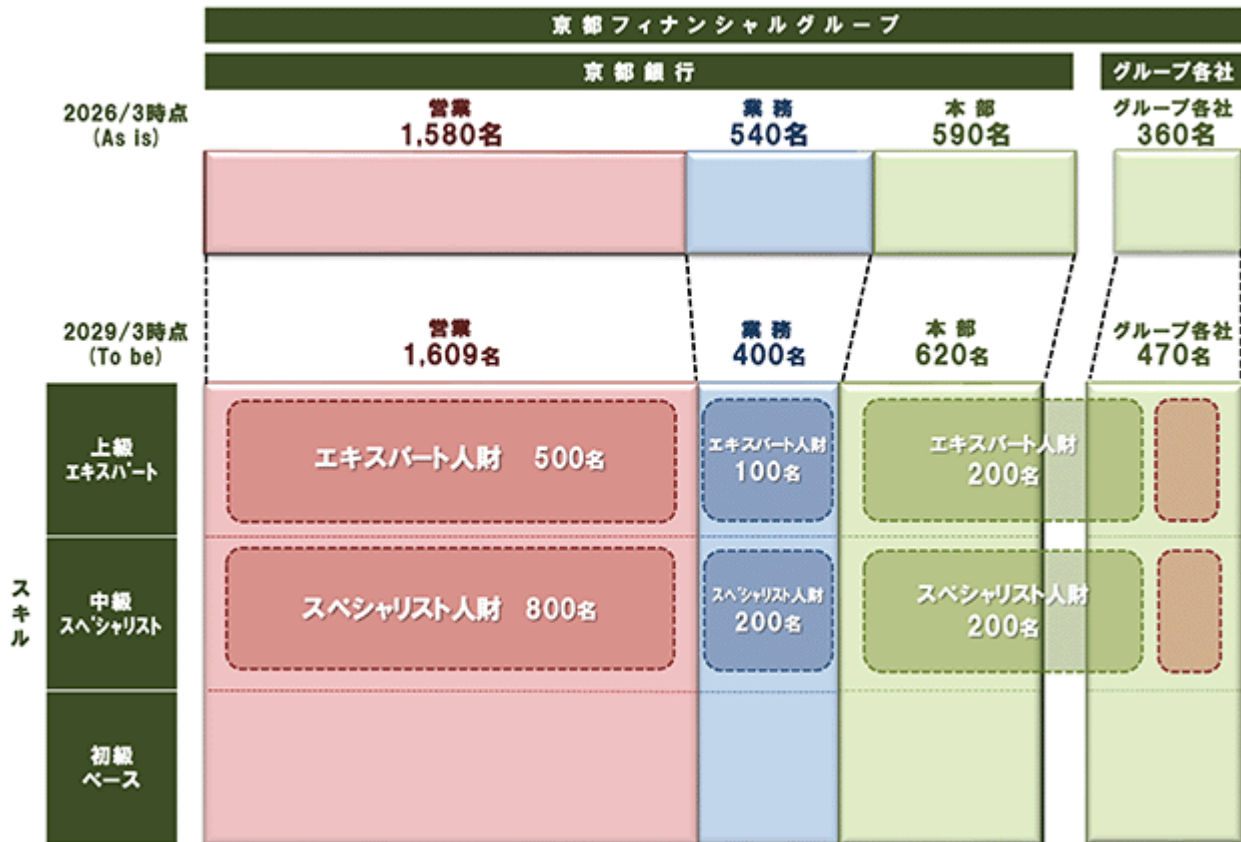 京都フィナンシャルグループ
京都銀行
グループ各社
2026/3時点
(As is)
営業
1,580名
業務
540名
本部
590名
グループ各社
360名
2029/3時点
(To be)
営業
1,609名
業務
400名
本部
620名
グループ各社
470名
スキル
上級
エキスパート
エキスパート人財 500名
エキスパート人財
100名
エキスパート人財
200名
中級
スペシャリスト
スペシャリスト人財 800名
スペシャリスト人財
200名
スペシャリスト人財
200名
初級
ベース